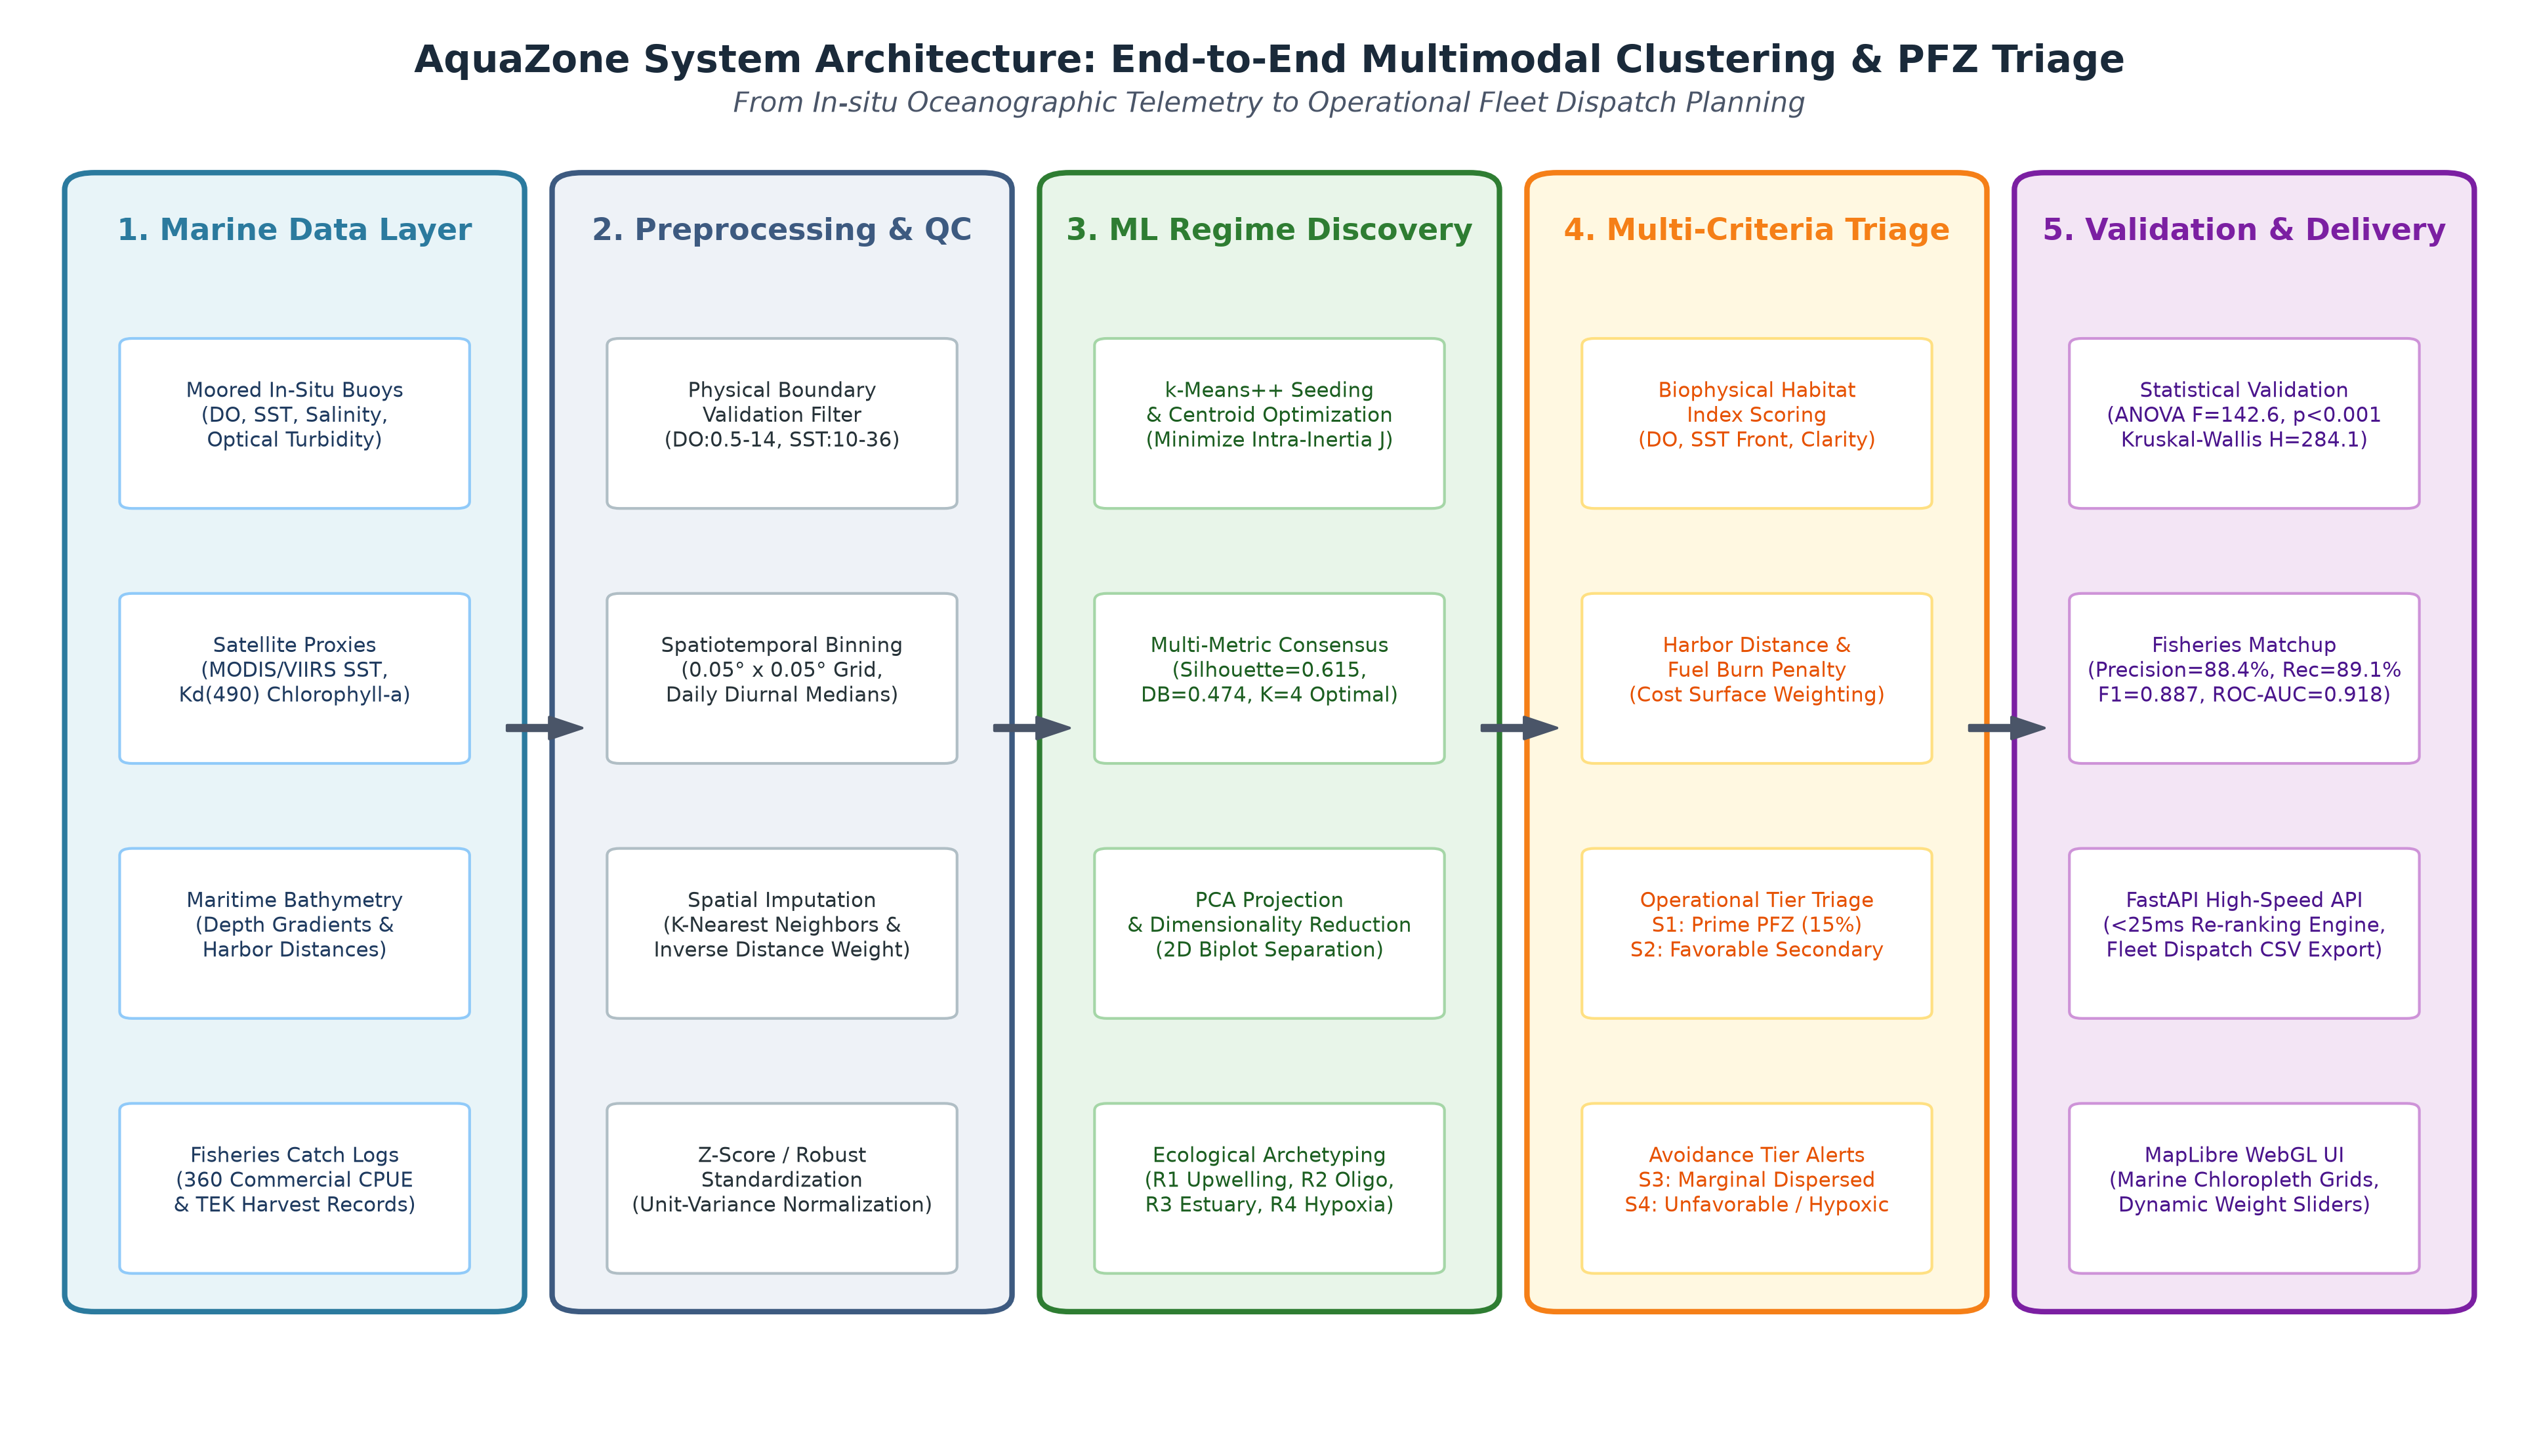 AquaZone System Architecture: End-to-End Multimodal Clustering & PFZ Triage
From In-situ Oceanographic Telemetry to Operational Fleet Dispatch Planning
1. Marine Data Layer
Moored In-Situ Buoys
(DO, SST, Salinity,
Optical Turbidity)
Satellite Proxies
(MODIS/VIIRS SST,
Kd(490) Chlorophyll-a)
Maritime Bathymetry
(Depth Gradients &
Harbor Distances)
Fisheries Catch Logs
(360 Commercial CPUE
& TEK Harvest Records)
2. Preprocessing & QC
Physical Boundary
Validation Filter
(DO:0.5-14, SST:10-36)
Spatiotemporal Binning
(0.05° x 0.05° Grid,
Daily Diurnal Medians)
Spatial Imputation
(K-Nearest Neighbors &
Inverse Distance Weight)
Z-Score / Robust
Standardization
(Unit-Variance Normalization)
3. ML Regime Discovery
k-Means++ Seeding
& Centroid Optimization
(Minimize Intra-Inertia J)
Multi-Metric Consensus
(Silhouette=0.615,
DB=0.474, K=4 Optimal)
PCA Projection
& Dimensionality Reduction
(2D Biplot Separation)
Ecological Archetyping
(R1 Upwelling, R2 Oligo,
R3 Estuary, R4 Hypoxia)
4. Multi-Criteria Triage
Biophysical Habitat
Index Scoring
(DO, SST Front, Clarity)
Harbor Distance &
Fuel Burn Penalty
(Cost Surface Weighting)
Operational Tier Triage
S1: Prime PFZ (15%)
S2: Favorable Secondary
Avoidance Tier Alerts
S3: Marginal Dispersed
S4: Unfavorable / Hypoxic
5. Validation & Delivery
Statistical Validation
(ANOVA F=142.6, p<0.001
Kruskal-Wallis H=284.1)
Fisheries Matchup
(Precision=88.4%, Rec=89.1%
F1=0.887, ROC-AUC=0.918)
FastAPI High-Speed API
(<25ms Re-ranking Engine,
Fleet Dispatch CSV Export)
MapLibre WebGL UI
(Marine Chloropleth Grids,
Dynamic Weight Sliders)